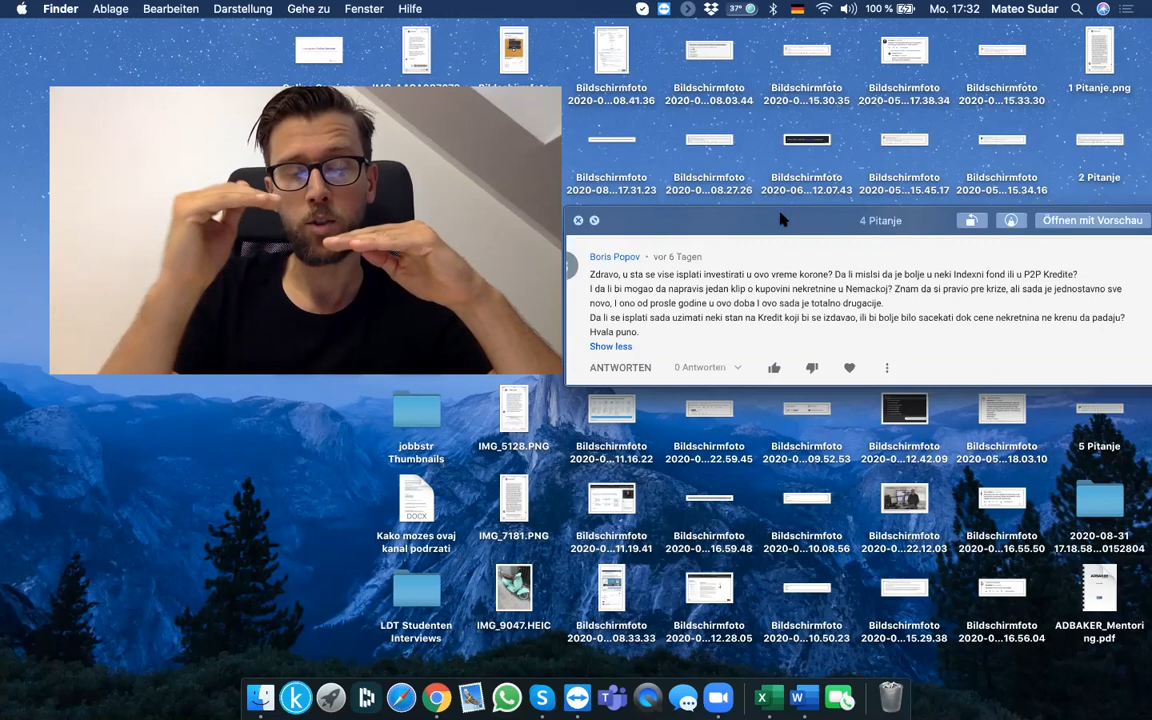 Finder Ablage Bearbeiten Darstellung Gehe zu Fenster Hilfe
37° 100 % Mo. 17:32 Mateo Sudar
Bildschirmfoto 2020-0...08.41.36
Bildschirmfoto 2020-0...08.03.44
Bildschirmfoto 2020-0...15.30.35
Bildschirmfoto 2020-05...17.38.34
Bildschirmfoto 2020-0...15.33.30
1 Pitanje.png
Bildschirmfoto 2020-08...17.31.23
Bildschirmfoto 2020-0...08.27.26
Bildschirmfoto 2020-06...12.07.43
Bildschirmfoto 2020-05...15.45.17
Bildschirmfoto 2020-0...15.34.16
2 Pitanje
4 Pitanje
Öffnen mit Vorschau
Boris Popov • vor 6 Tagen
Zdravo, u sta se vise isplati investirati u ovo vreme korone? Da li mislsi da je bolje u neki Indexni fond ili u P2P Kredite?
I da li bi mogao da napravis jedan klip o kupovini nekretnine u Nemackoj? Znam da si pravio pre krize, ali sada je jednostavno sve
novo, I ono od prosle godine u ovo doba I ovo sada je totalno drugacije.
Da li se isplati sada uzimati neki stan na Kredit koji bi se izdavao, ili bi bolje bilo sacekati dok cene nekretnina ne krenu da padaju?
Hvala puno.
Show less
ANTWORTEN 0 Antworten
jobbstr Thumbnails
IMG_5128.PNG
Bildschirmfoto 2020-0...11.16.22
Bildschirmfoto 2020-0...22.59.45
Bildschirmfoto 2020-0...09.52.53
Bildschirmfoto 2020-0...12.42.09
Bildschirmfoto 2020-05...18.03.10
5 Pitanje
DOCX
Kako mozes ovaj kanal podrzati
IMG_7181.PNG
Bildschirmfoto 2020-0...11.19.41
Bildschirmfoto 2020-0...16.59.48
Bildschirmfoto 2020-0...10.08.56
Bildschirmfoto 2020-0...22.12.03
Bildschirmfoto 2020-0...16.55.50
2020-08-31 17.18.58...0152804
LDT Studenten Interviews
IMG_9047.HEIC
Bildschirmfoto 2020-0...08.33.33
Bildschirmfoto 2020-0...12.28.05
Bildschirmfoto 2020-0...10.50.23
Bildschirmfoto 2020-0...15.29.38
Bildschirmfoto 2020-0...16.56.04
ADBAKER_Mentoring.pdf